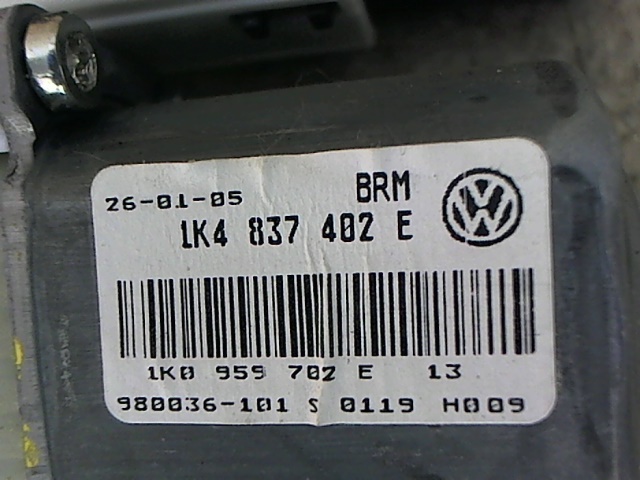 26-01-05 BRM
1K4 837 402 E
1K0 959 702 E 13
980036-101 S 0119 H009